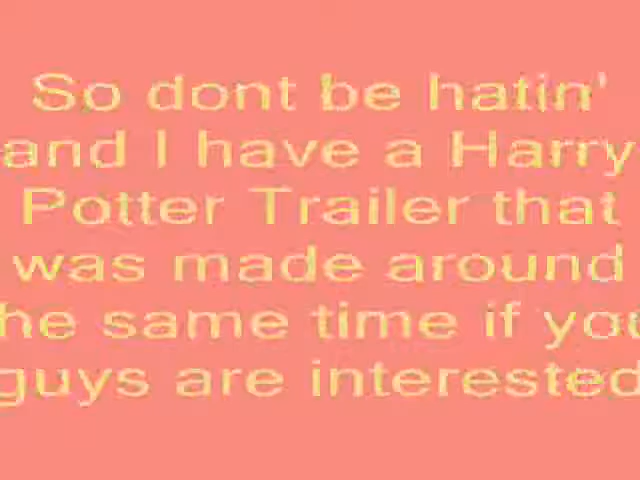 So dont be hatin'
and I have a Harry
Potter Trailer that
was made around
he same time if you
guys are interested